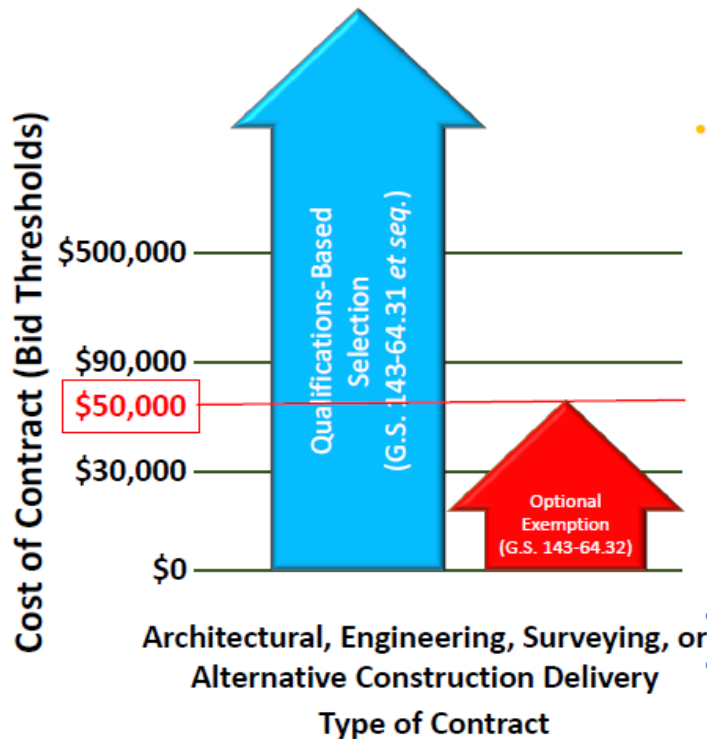 Cost of Contract (Bid Thresholds)
$500,000
$90,000
$50,000
$30,000
$0
Qualifications-Based
Selection
(G.S. 143-64.31 et seq.)
Optional
Exemption
(G.S. 143-64.32)
Architectural, Engineering, Surveying, or
Alternative Construction Delivery
Type of Contract